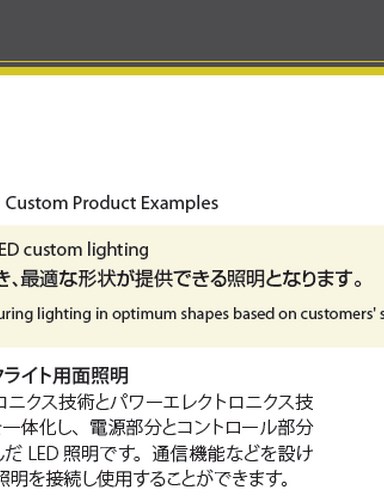 Custom Product Examples
ED custom lighting
き、最適な形状が提供できる照明となります。
uring lighting in optimum shapes based on customers' s
クライト用面照明
ロニクス技術とパワーエレクトロニクス技
一体化し、電源部分とコントロール部分
んだ LED 照明です。通信機能などを設け
照明を接続し使用することができます。